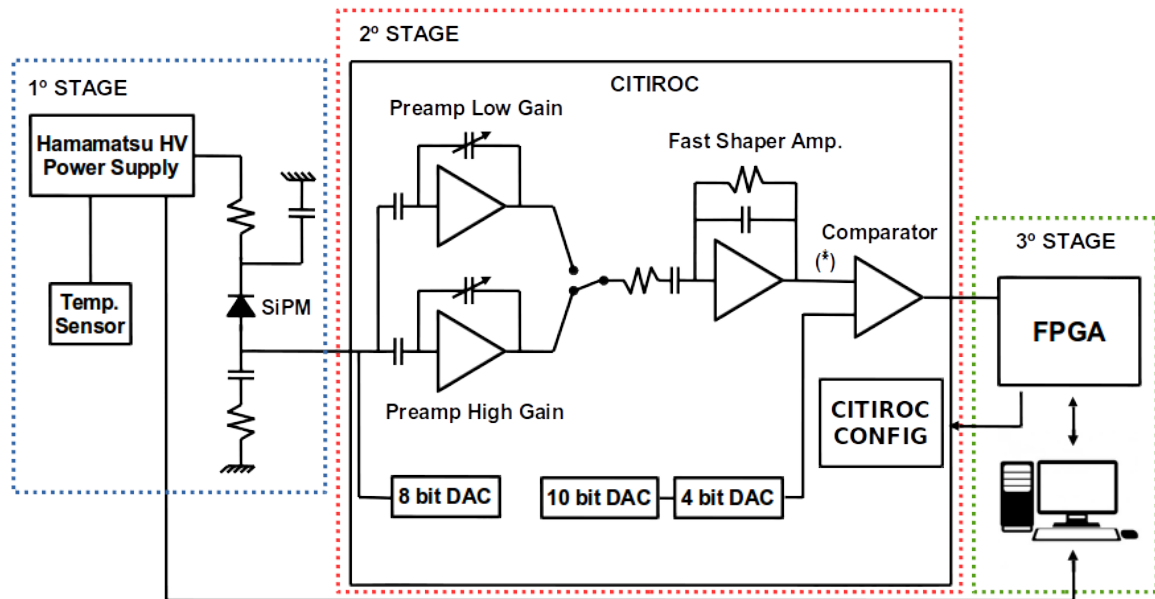 1º STAGE
Hamamatsu HV
Power Supply
Temp.
Sensor
SiPM
2º STAGE
CITIROC
Preamp Low Gain
Fast Shaper Amp.
Preamp High Gain
Comparator
(*)
CITIROC
CONFIG
8 bit DAC
10 bit DAC
4 bit DAC
3º STAGE
FPGA